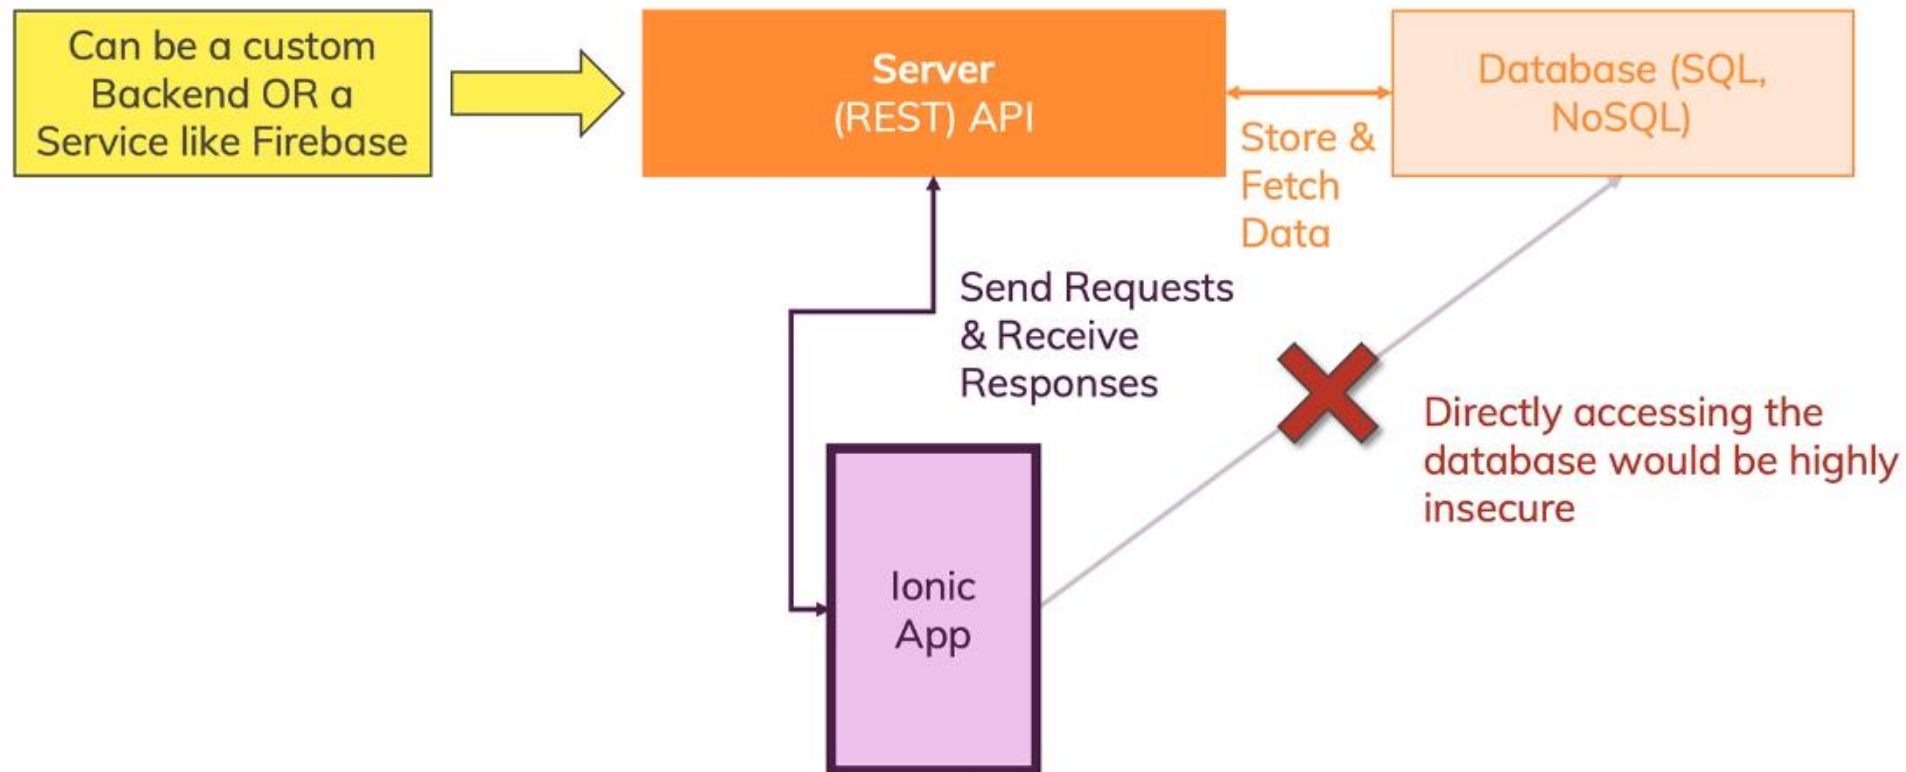 Can be a custom
Backend OR a
Service like Firebase
Server
(REST) API
Database (SQL,
NoSQL)
Store &
Fetch
Data
Send Requests
& Receive
Responses
Directly accessing the
database would be highly
insecure
Ionic
App